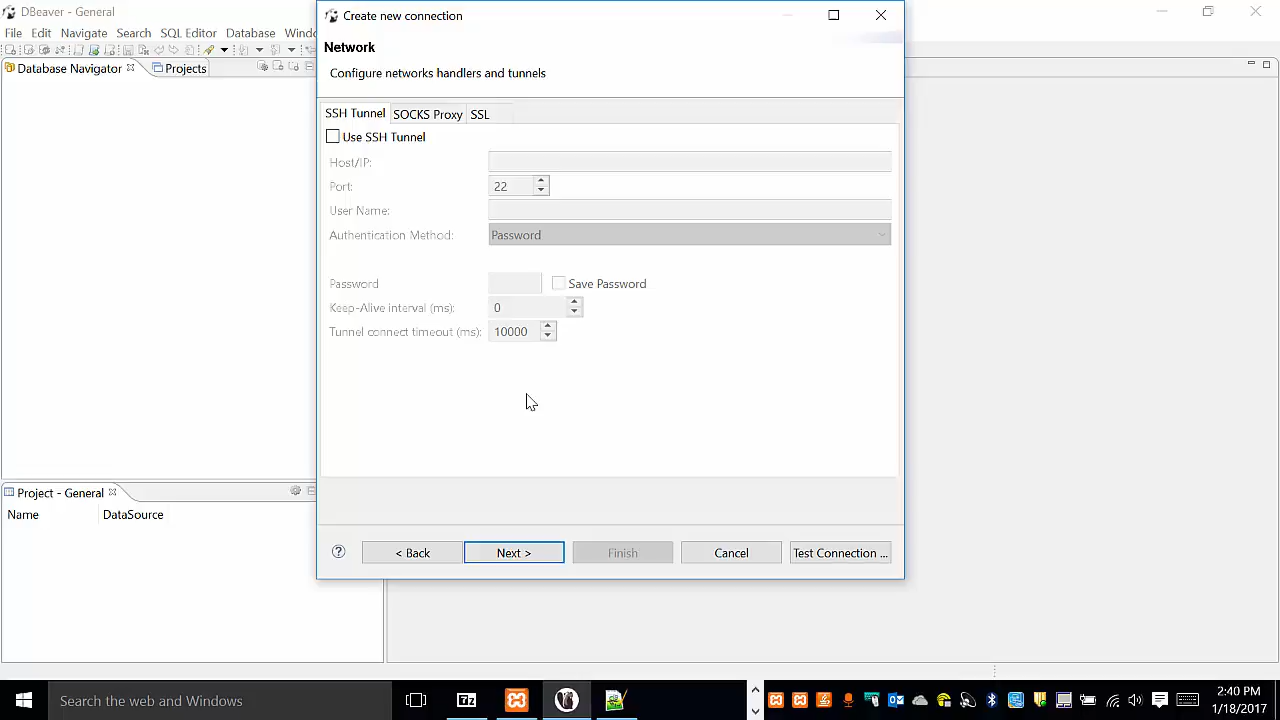 DBeaver - General
Create new connection
File Edit Navigate Search SQL Editor Database Windo
Network
Configure networks handlers and tunnels
Database Navigator
Projects
SSH Tunnel
SOCKS Proxy
SSL
Use SSH Tunnel
Host/IP:
Port: 22
User Name:
Authentication Method: Password
Password
Save Password
Keep-Alive interval (ms): 0
Tunnel connect timeout (ms): 10000
Project - General
Name DataSource
< Back
Next >
Finish
Cancel
Test Connection ...
Search the web and Windows
2:40 PM
1/18/2017